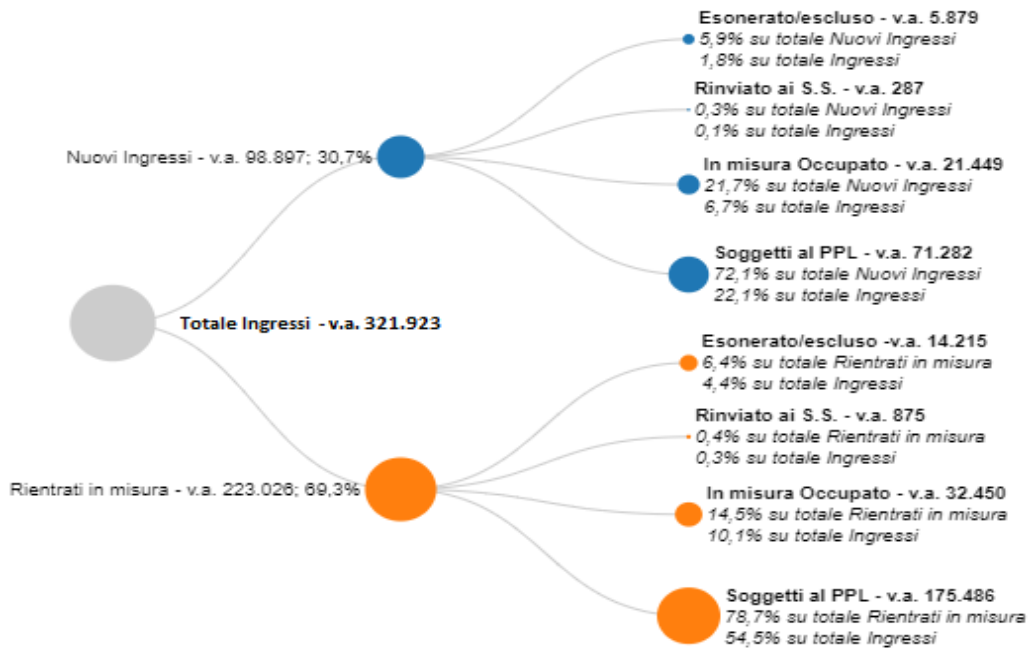 Esonerato/escluso - v.a. 5.879
5,9% su totale Nuovi Ingressi
1,8% su totale Ingressi
Rinviato ai S.S. - v.a. 287
0,3% su totale Nuovi Ingressi
0,1% su totale Ingressi
Nuovi Ingressi - v.a. 98.897; 30,7%
In misura Occupato - v.a. 21.449
21,7% su totale Nuovi Ingressi
6,7% su totale Ingressi
Soggetti al PPL - v.a. 71.282
72,1% su totale Nuovi Ingressi
22,1% su totale Ingressi
Totale Ingressi - v.a. 321.923
Esonerato/escluso -v.a. 14.215
6,4% su totale Rientrati in misura
4,4% su totale Ingressi
Rinviato ai S.S. - v.a. 875
0,4% su totale Rientrati in misura
0,3% su totale Ingressi
Rientrati in misura - v.a. 223.026; 69,3%
In misura Occupato - v.a. 32.450
14,5% su totale Rientrati in misura
10,1% su totale Ingressi
Soggetti al PPL - v.a. 175.486
78,7% su totale Rientrati in misura
54,5% su totale Ingressi